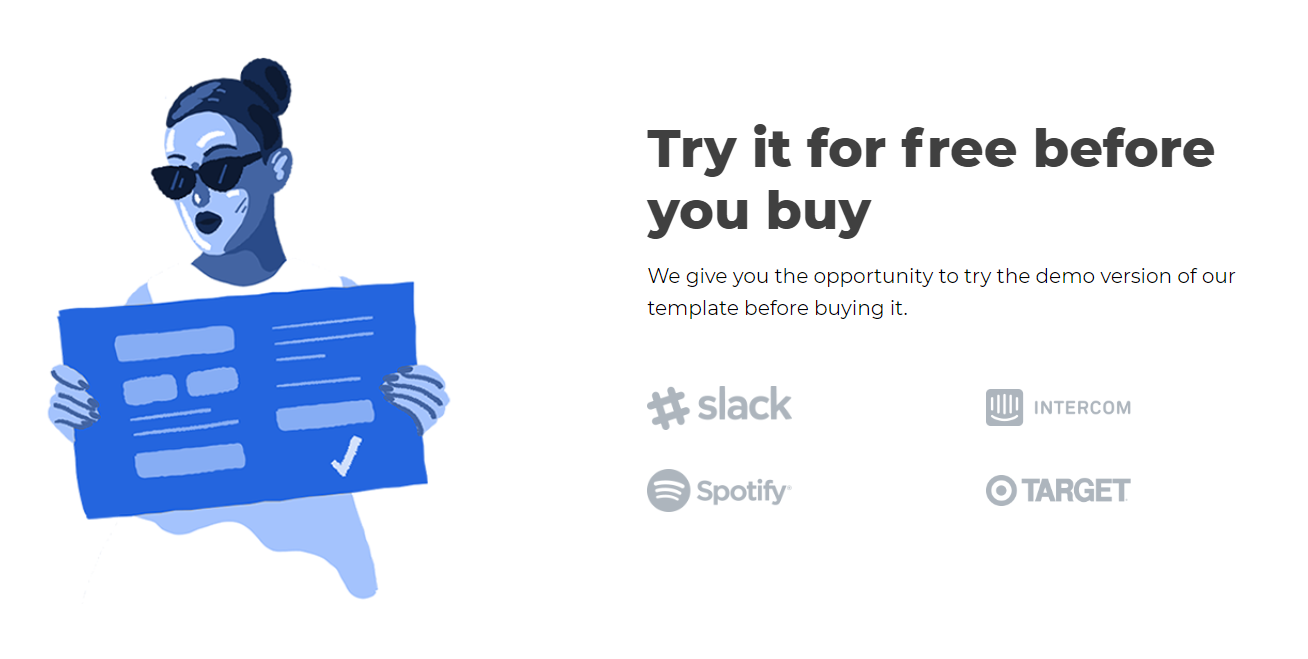 Try it for free before
you buy
We give you the opportunity to try the demo version of our
template before buying it.
slack
INTERCOM
Spotify®
TARGET